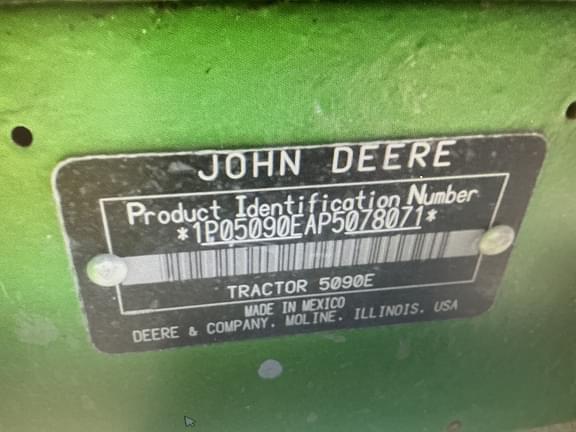 JOHN DEERE
Product Identification Number
*1P05090EAP5078071*
TRACTOR 5090E
MADE IN MEXICO
DEERE & COMPANY. MOLINE. ILLINOIS. USA